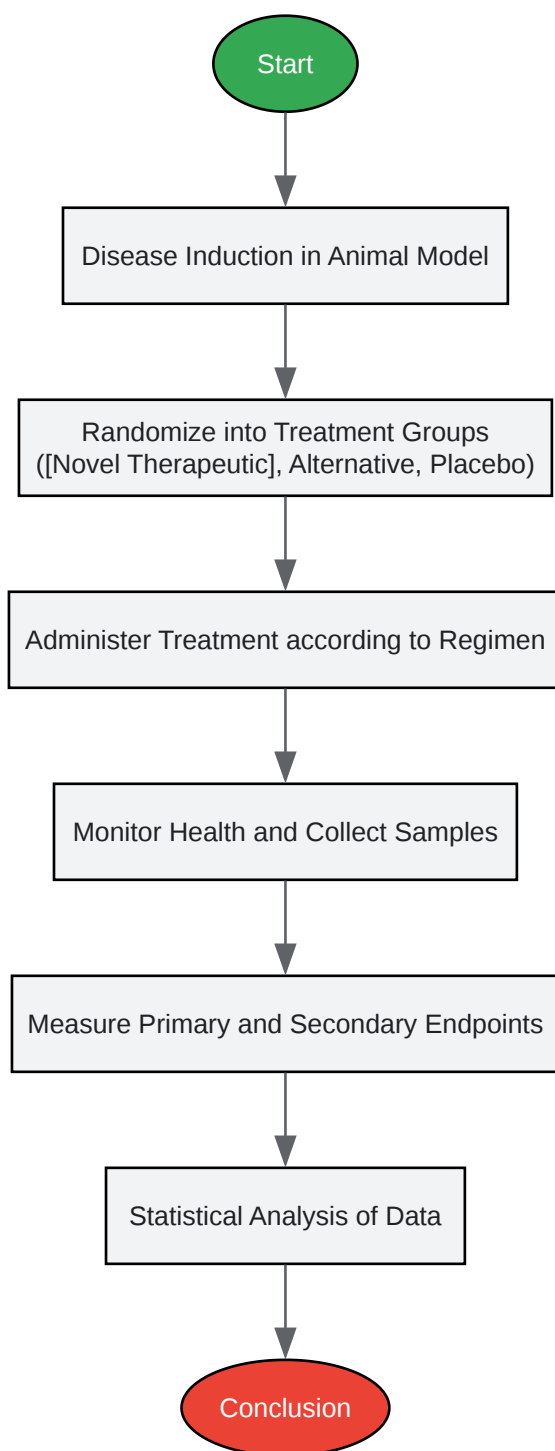 Start
Disease Induction in Animal Model
Randomize into Treatment Groups
([Novel Therapeutic], Alternative, Placebo)
Administer Treatment according to Regimen
Monitor Health and Collect Samples
Measure Primary and Secondary Endpoints
Statistical Analysis of Data
Conclusion